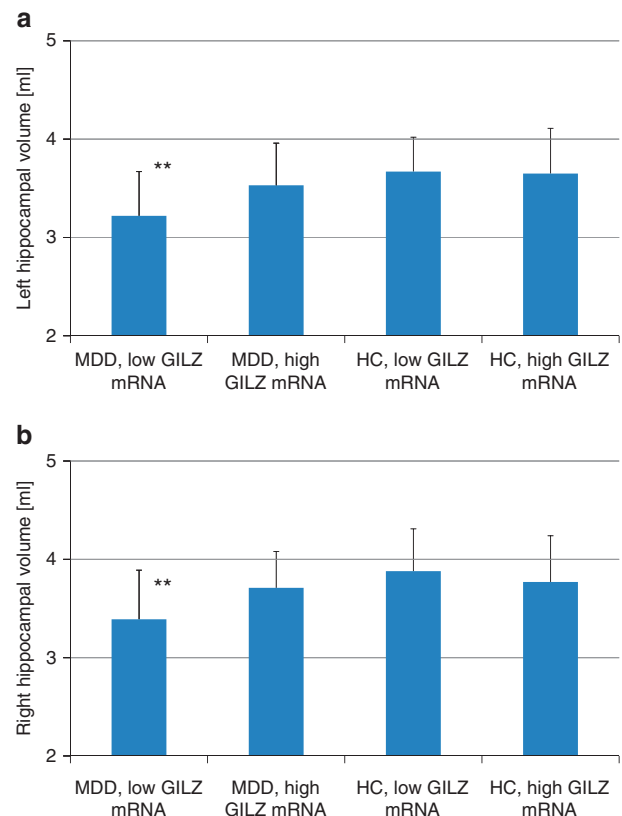 a
Left hippocampal volume [ml]
5
4
3
2
**
MDD, low GILZ
mRNA
MDD, high
GILZ mRNA
HC, low GILZ
mRNA
HC, high GILZ
mRNA
b
Right hippocampal volume [ml]
5
4
3
2
**
MDD, low GILZ
mRNA
MDD, high
GILZ mRNA
HC, low GILZ
mRNA
HC, high GILZ
mRNA